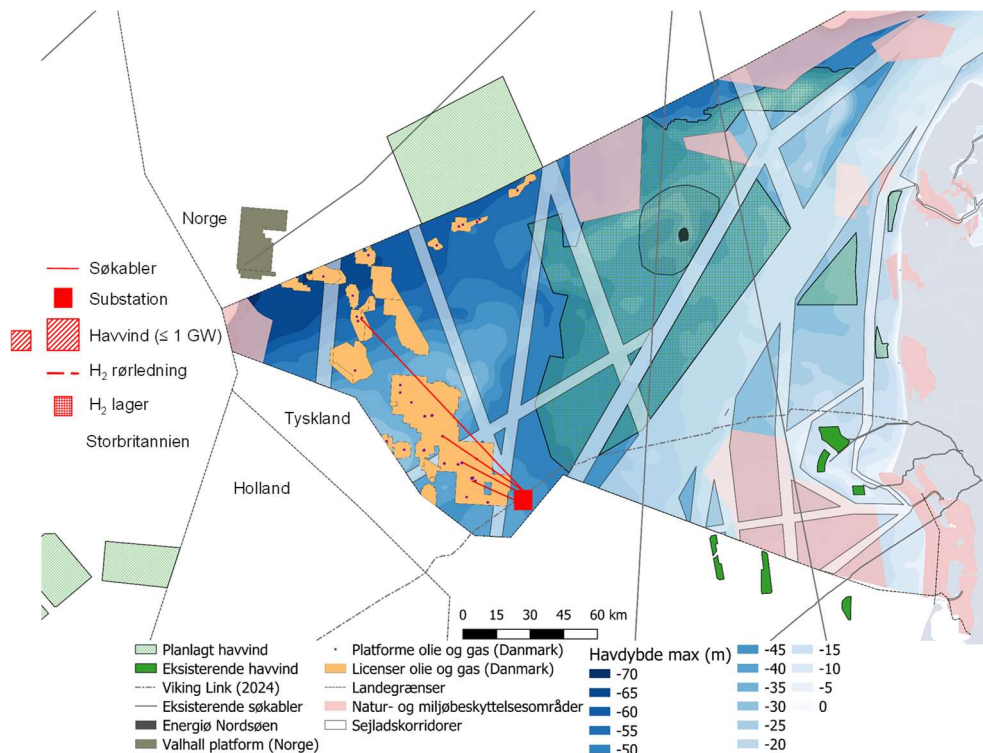 Norge
Søkabler
Substation
Havvind (≤ 1 GW)
H₂ rørledning
H₂ lager
Tyskland
Storbritannien
Holland
0 15 30 45 60 km
Planlagt havvind
Eksisterende havvind
Viking Link (2024)
Eksisterende søkabler
Energiø Nordsøen
Valhall platform (Norge)
Platforme olie og gas (Danmark)
Licenser olie og gas (Danmark)
Landegrænser
Natur- og miljøbeskyttelsesområder
Sejladskorridorer
Havdybde max (m)
-70
-65
-60
-55
-50
-45
-40
-35
-30
-25
-20
-15
-10
-5
0